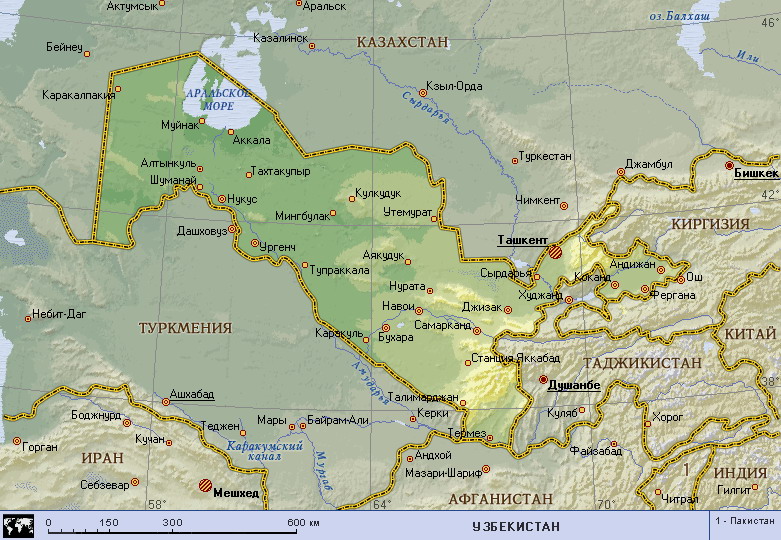 Актумсык
Аральск
оз. Балхаш
46°
Бейнеу
Казалинск
КАЗАХСТАН
Или
Каракалпакия
АРАЛЬСКОЕ
МОРЕ
Кзыл-Орда
Сырдарья
Муйнак
Аккала
Туркестан
Джамбул
Бишкек
Алтынкуль
Тахтакупыр
Шуманай
Нукус
Кулкудук
42°
Чимкент
Мингбулак
Утемурат
КИРГИЗИЯ
Дашховуз
Ургенч
Ташкент
Аякудук
Тупраккала
Сырдарья
Коканд
Андижан
Ош
Нурата
Худжанд
Фергана
Небит-Даг
Навои
Джизак
ТУРКМЕНИЯ
Каракуль
Бухара
Самарканд
КИТАЙ
Станция Яккабад
ТАДЖИКИСТАН
Амударья
Душанбе
38°
Ашхабад
Талимарджан
Боджнурд
Теджен
Мары
Байрам-Али
Керки
Куляб
Хорог
Кучан
Горган
Каракумский
канал
Термез
Файзабад
ИРАН
Мургаб
Андхой
Мазари-Шариф
1
ИНДИЯ
Себзевар
Мешхед
58°
64°
АФГАНИСТАН
70°
Читрал
Гилгит
0 150 300 600 км
УЗБЕКИСТАН
1 - Пакистан